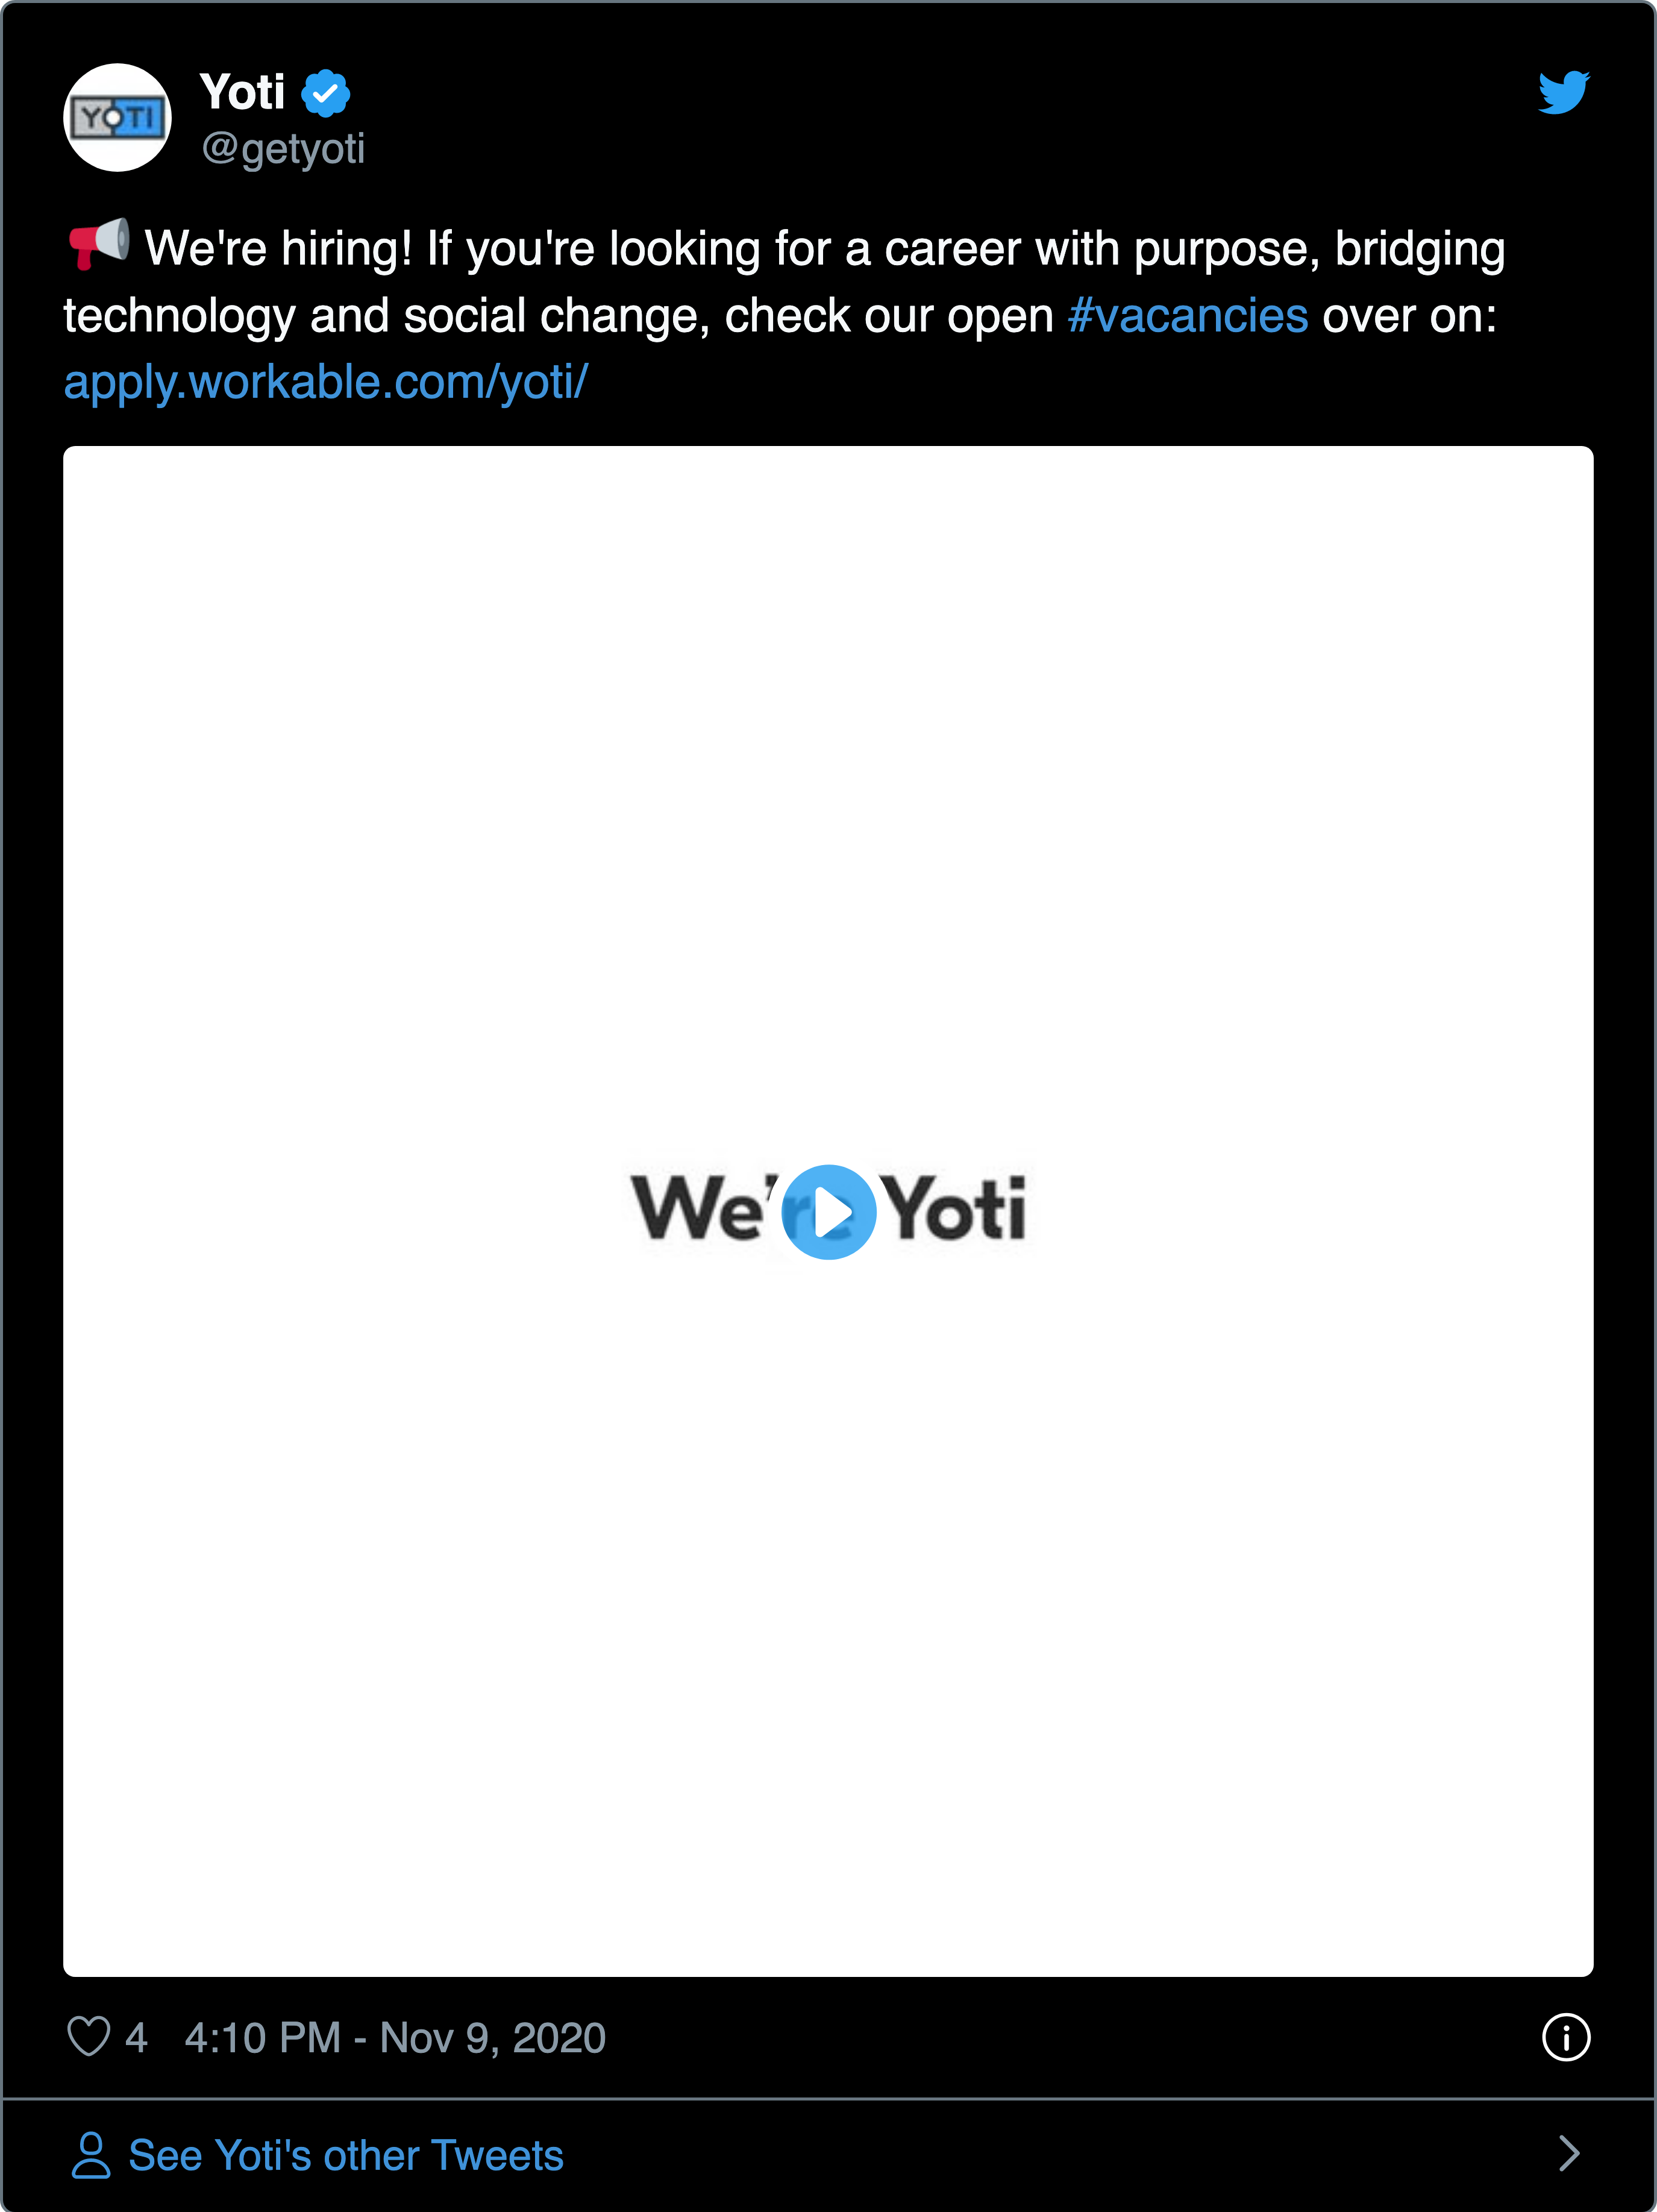 YOTI
Yoti
@getyoti
📢 We're hiring! If you're looking for a career with purpose, bridging
technology and social change, check our open #vacancies over on:
apply.workable.com/yoti/
We're Yoti
4 4:10 PM - Nov 9, 2020
See Yoti's other Tweets